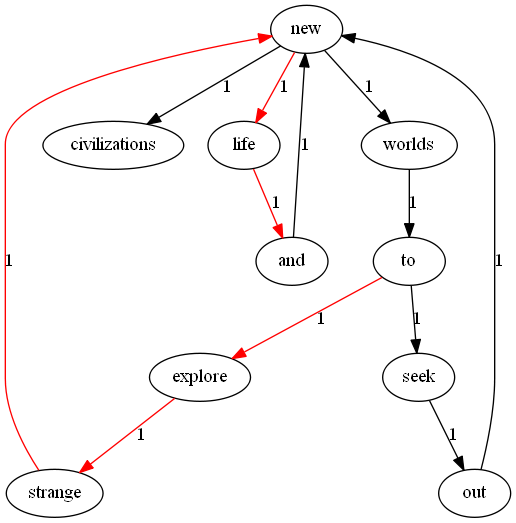 new
1 1 1
civilizations life worlds
1 1 1
and to
1 1 1 1
explore seek
1 1
strange out